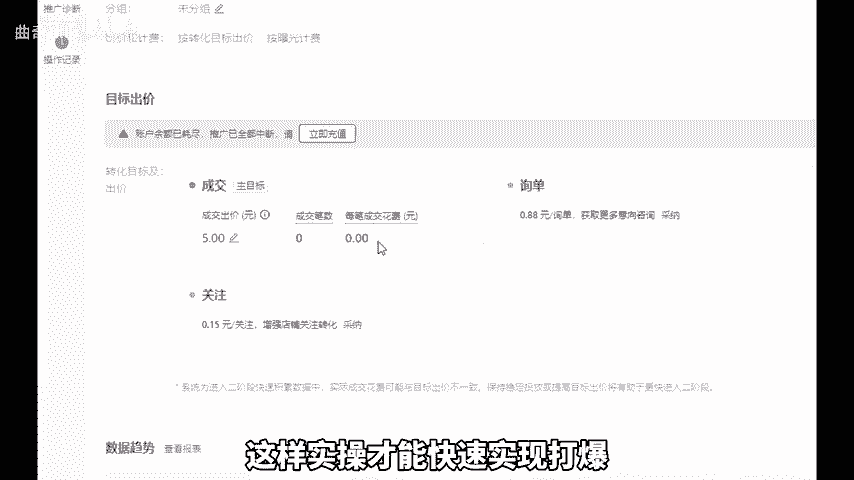 推广诊断
分组： 未分组
曲奇
出价和计费： 按转化目标出价 按曝光计费
操作记录
目标出价
账户余额已耗尽，推广已全部中断，请 立即充值
转化目标及出价
成交 主目标
询单
成交出价 (元) 成交笔数 每笔成交花费 (元)
0.88 元/询单，获取更多意向咨询 采纳
5.00 0 0.00
关注
0.15 元/关注，增强店铺关注转化 采纳
* 系统为进入二阶段快速积累数据中，实际成交花费可能与目标出价不一致，保持稳定投放或提高目标出价将有助于更快进入二阶段。
数据趋势 查看报表
这样实操才能快速实现打爆